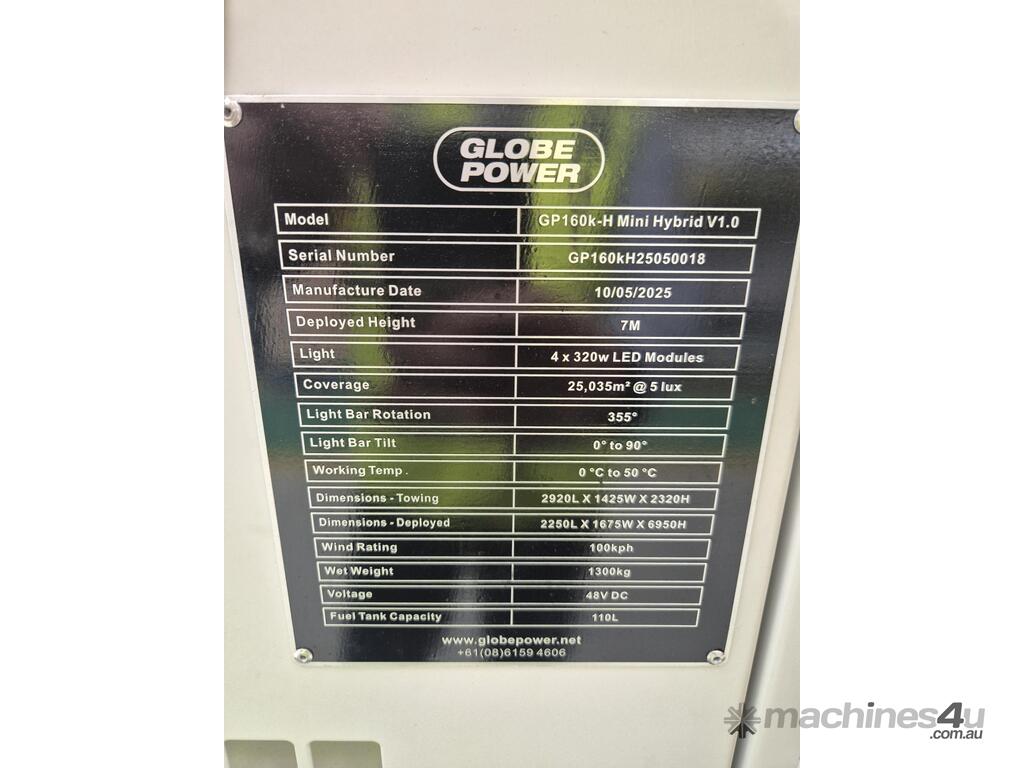 GLOBE
POWER
Model GP160k-H Mini Hybrid V1.0
Serial Number GP160kH25050018
Manufacture Date 10/05/2025
Deployed Height 7M
Light 4 x 320w LED Modules
Coverage 25,035m² @ 5 lux
Light Bar Rotation 355°
Light Bar Tilt 0° to 90°
Working Temp. 0 °C to 50 °C
Dimensions - Towing 2920L X 1425W X 2320H
Dimensions - Deployed 2250L X 1675W X 6950H
Wind Rating 100kph
Wet Weight 1300kg
Voltage 48V DC
Fuel Tank Capacity 110L
www.globepower.net
+61(08)6159 4606
machines4u
.com.au